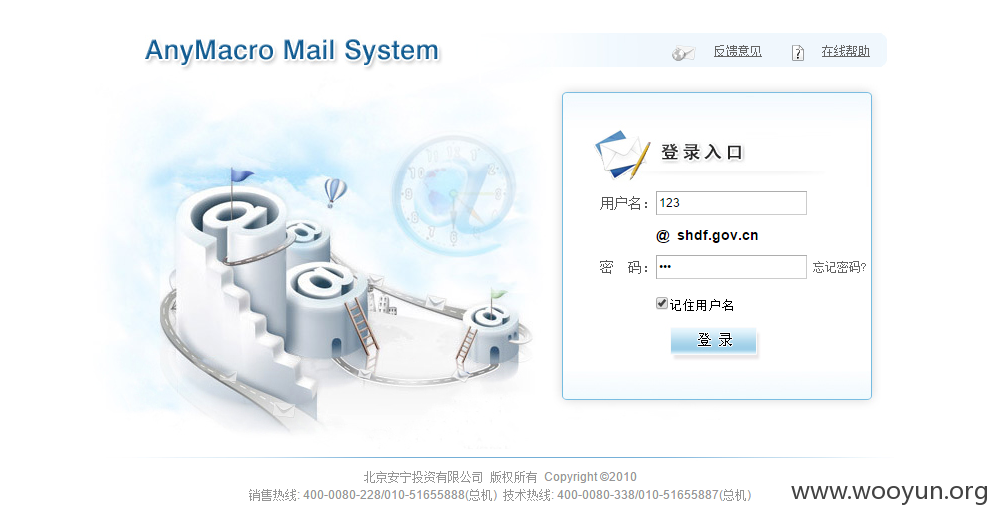 AnyMacro Mail System
反馈意见 ? 在线帮助
登录入口
用户名： 123
@ shdf.gov.cn
密 码： ••• 忘记密码?
记住用户名
登 录
北京安宁投资有限公司 版权所有 Copyright ©2010
销售热线: 400-0080-228/010-51655888(总机) 技术热线: 400-0080-338/010-51655887(总机)
www.wooyun.org